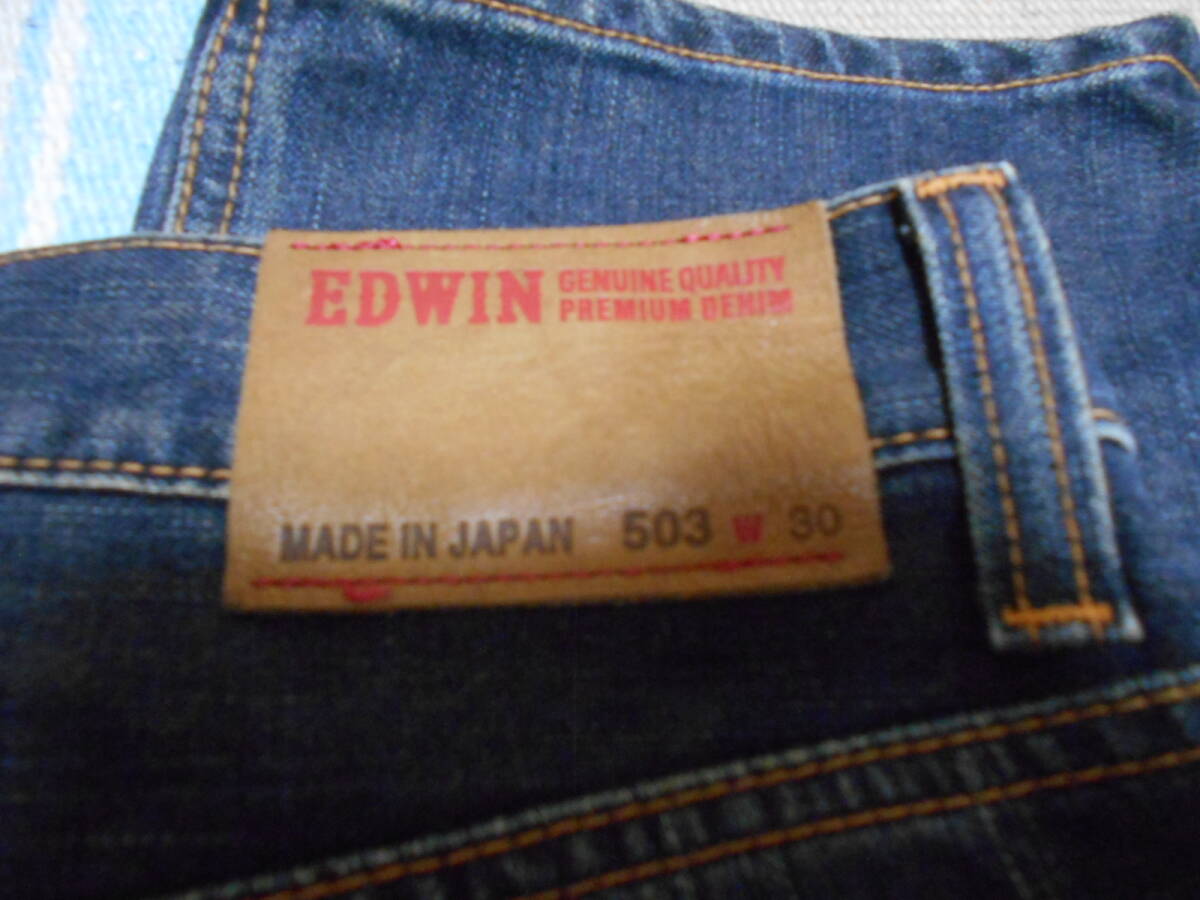 EDWIN GENUINE QUALITY
PREMIUM DENIM
MADE IN JAPAN 503 W 30